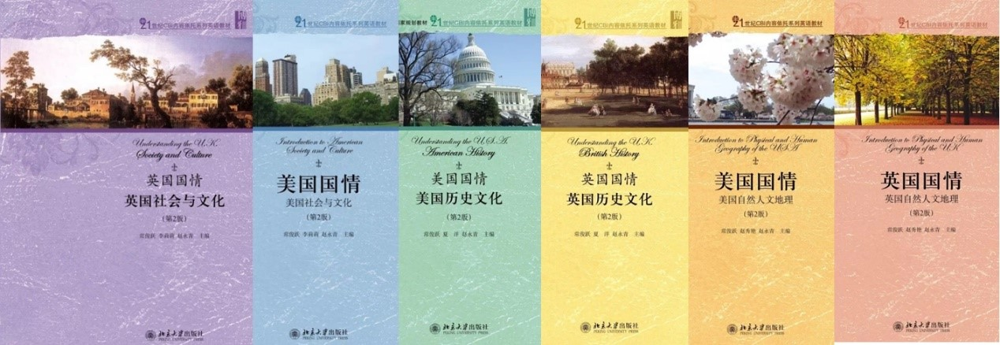 21世纪CBI内容依托系列英语教材
Understanding the U.K.
Society and Culture
英国国情
英国社会与文化
(第2版)
常俊跃 李莉莉 赵永青 主编
北京大学出版社
PEKING UNIVERSITY PRESS
21世纪CBI内容依托系列英语教材
Introduction to American
Society and Culture
美国国情
美国社会与文化
(第2版)
常俊跃 李莉莉 赵永青 主编
北京大学出版社
PEKING UNIVERSITY PRESS
家规划教材 21世纪CBI内容依托系列英语教材
Understanding the U.S.A.
American History
美国国情
美国历史文化
(第2版)
常俊跃 夏 洋 赵永青 主编
北京大学出版社
PEKING UNIVERSITY PRESS
21世纪CBI内容依托系列英语教材
Understanding the U.K.
British History
英国国情
英国历史文化
(第2版)
常俊跃 夏 洋 赵永青 主编
北京大学出版社
PEKING UNIVERSITY PRESS
21世纪CBI内容依托系列英语教材
Introduction to Physical and Human
Geography of the USA
美国国情
美国自然人文地理
(第2版)
常俊跃 赵秀艳 赵永青 主编
北京大学出版社
PEKING UNIVERSITY PRESS
21世纪CBI内容依托系列英语教材
Introduction to Physical and Human
Geography of the UK
英国国情
英国自然人文地理
(第2版)
常俊跃 赵秀艳 赵永青 主编
北京大学出版社
PEKING UNIVERSITY PRESS